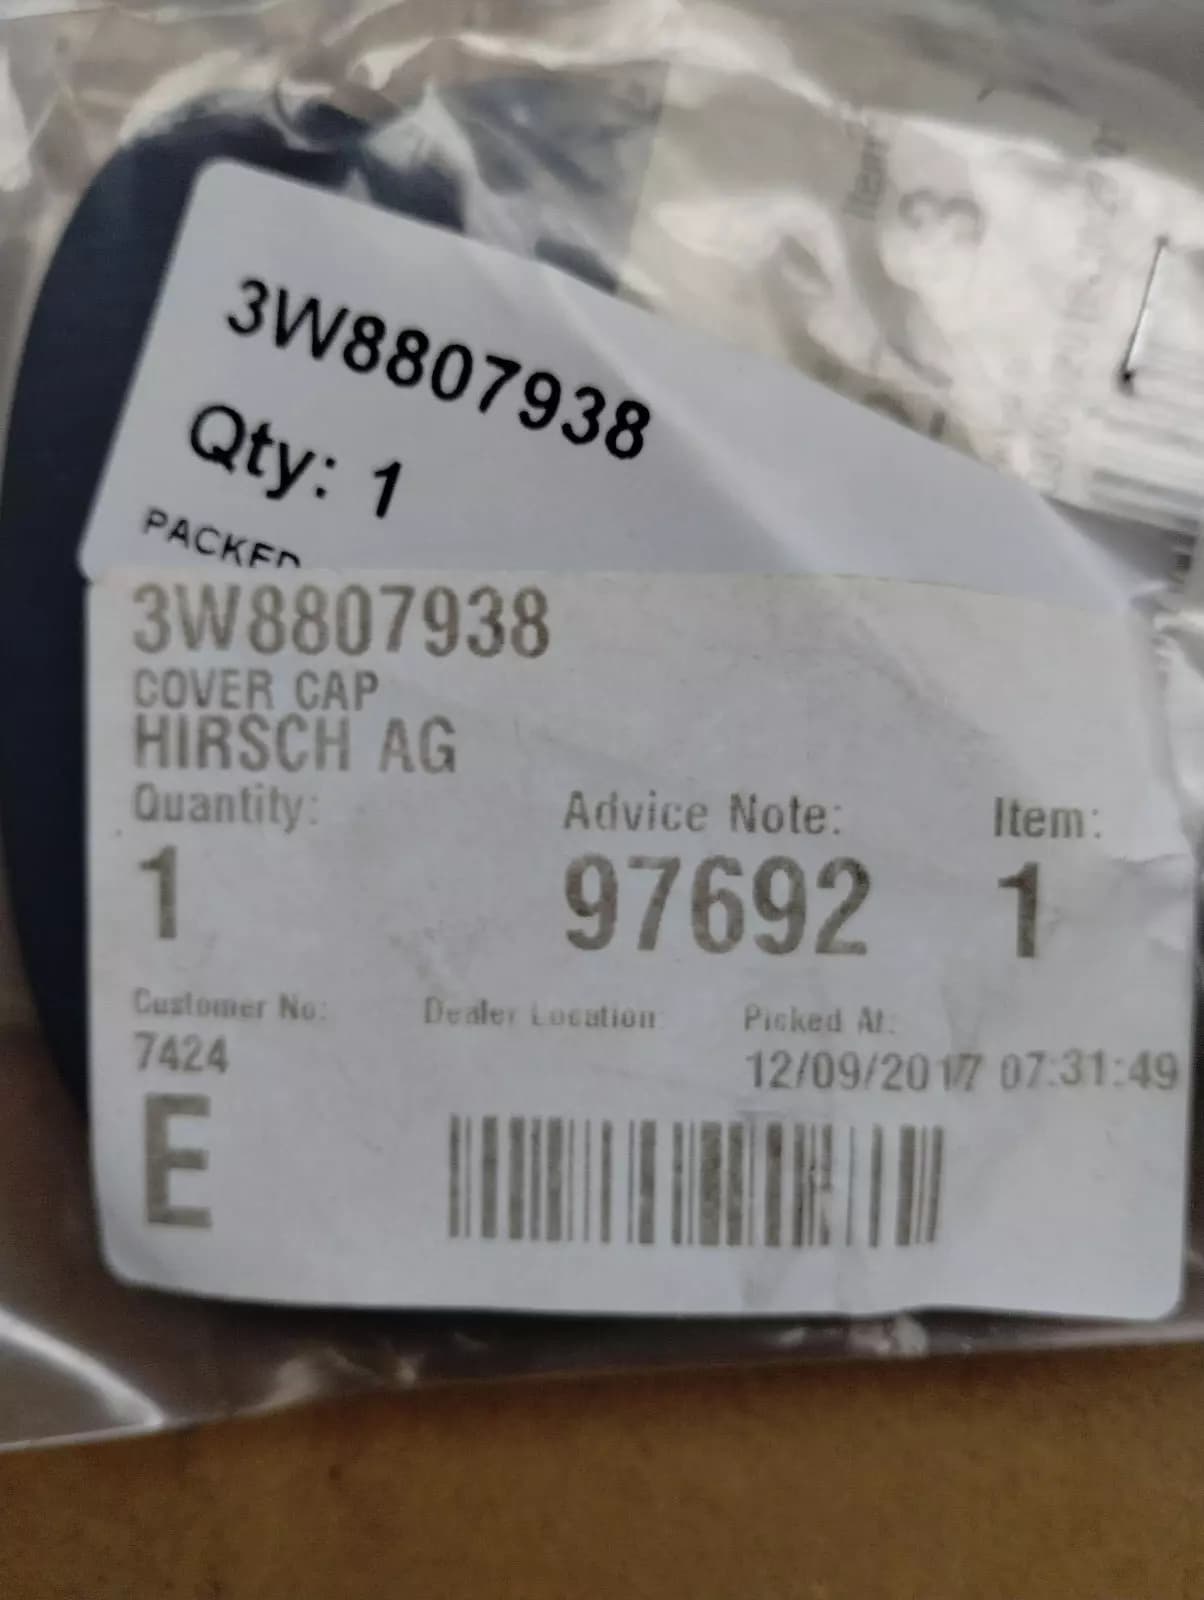 3W8807938
Qty: 1
PACKED
3W8807938
COVER CAP
HIRSCH AG
Quantity: Advice Note: Item:
1 97692 1
Customer No: Dealer Location Picked At:
7424 12/09/2017 07:31:49
E